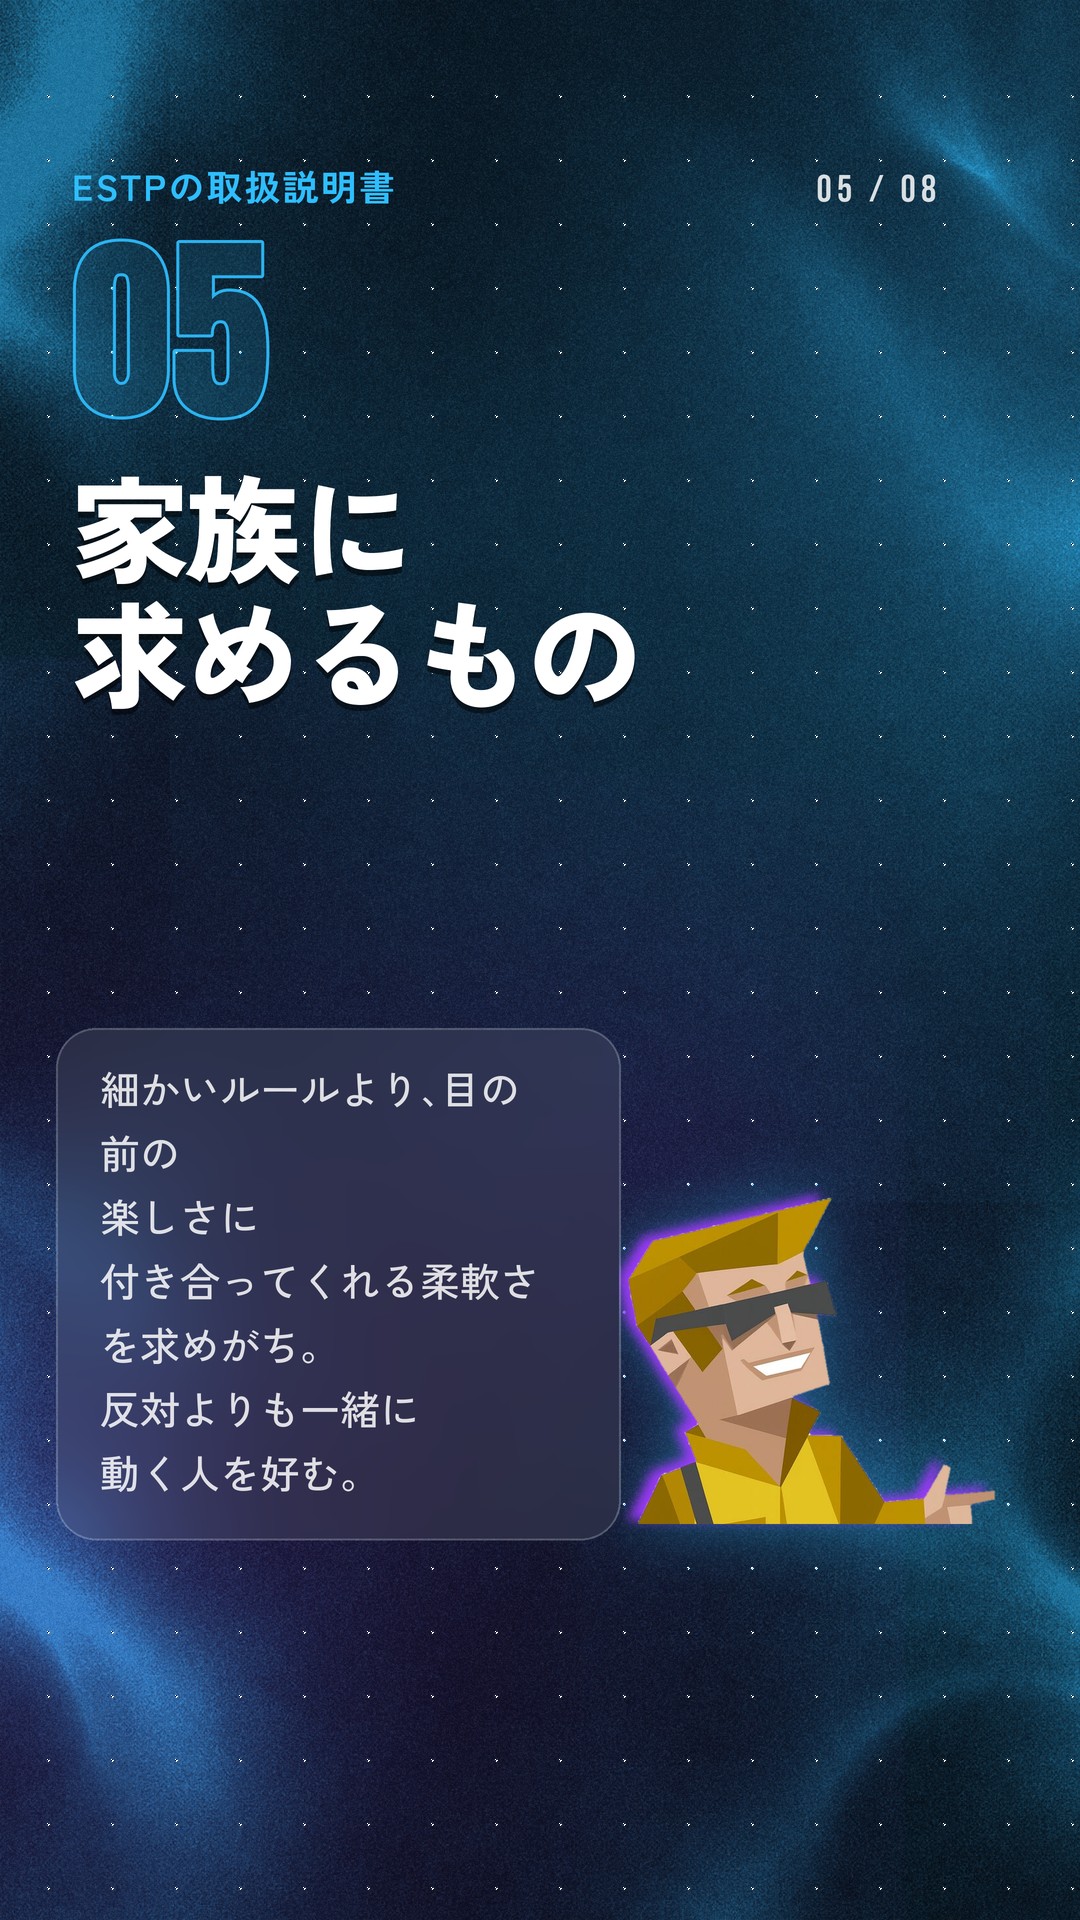 ESTPの取扱説明書
05 / 08
05
家族に
求めるもの
細かいルールより、目の
前の
楽しさに
付き合ってくれる柔軟さ
を求めがち。
反対よりも一緒に
動く人を好む。